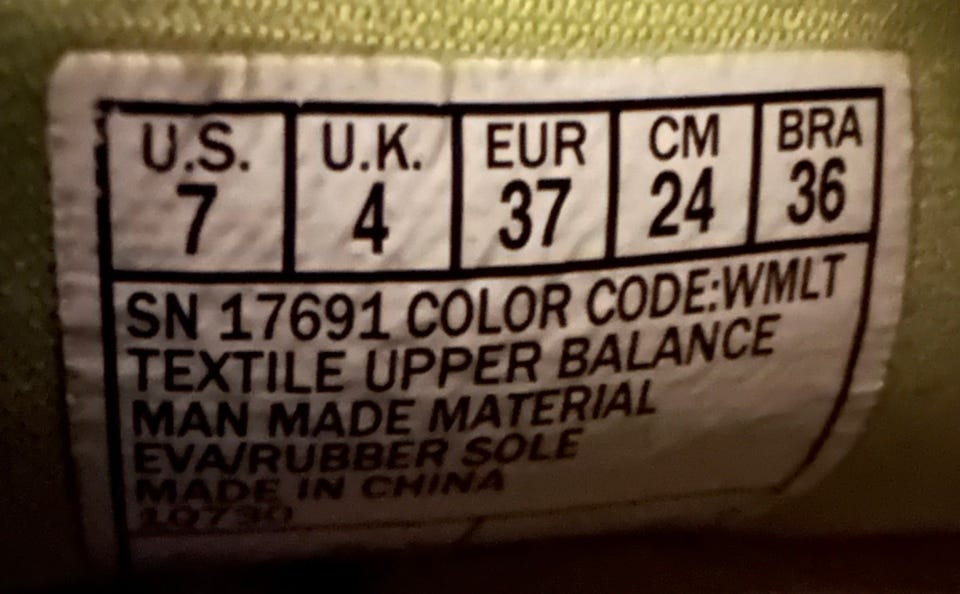 U.S. U.K. EUR CM BRA
7 4 37 24 36
SN 17691 COLOR CODE:WMLT
TEXTILE UPPER BALANCE
MAN MADE MATERIAL
EVA/RUBBER SOLE
MADE IN CHINA
10730